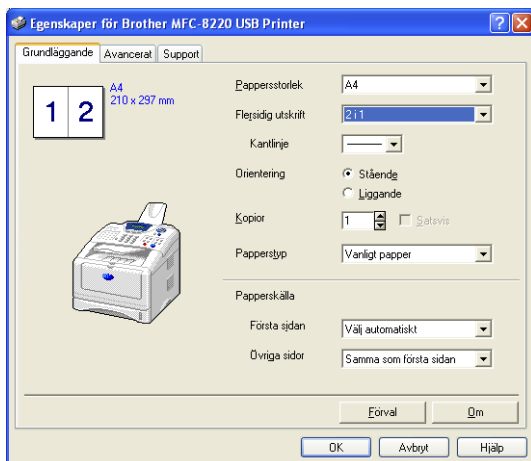 Egenskaper för Brother MFC-8220 USB Printer
Grundläggande Avancerat Support
1 2
A4
210 x 297 mm
Pappersstorlek A4
Flersidig utskrift 2 i 1
Kantlinje
Orientering Stående
Liggande
Kopior 1 Satsvis
Papperstyp Vanligt papper
Papperskälla
Första sidan Välj automatiskt
Övriga sidor Samma som första sidan
Förval Om
OK Avbryt Hjälp